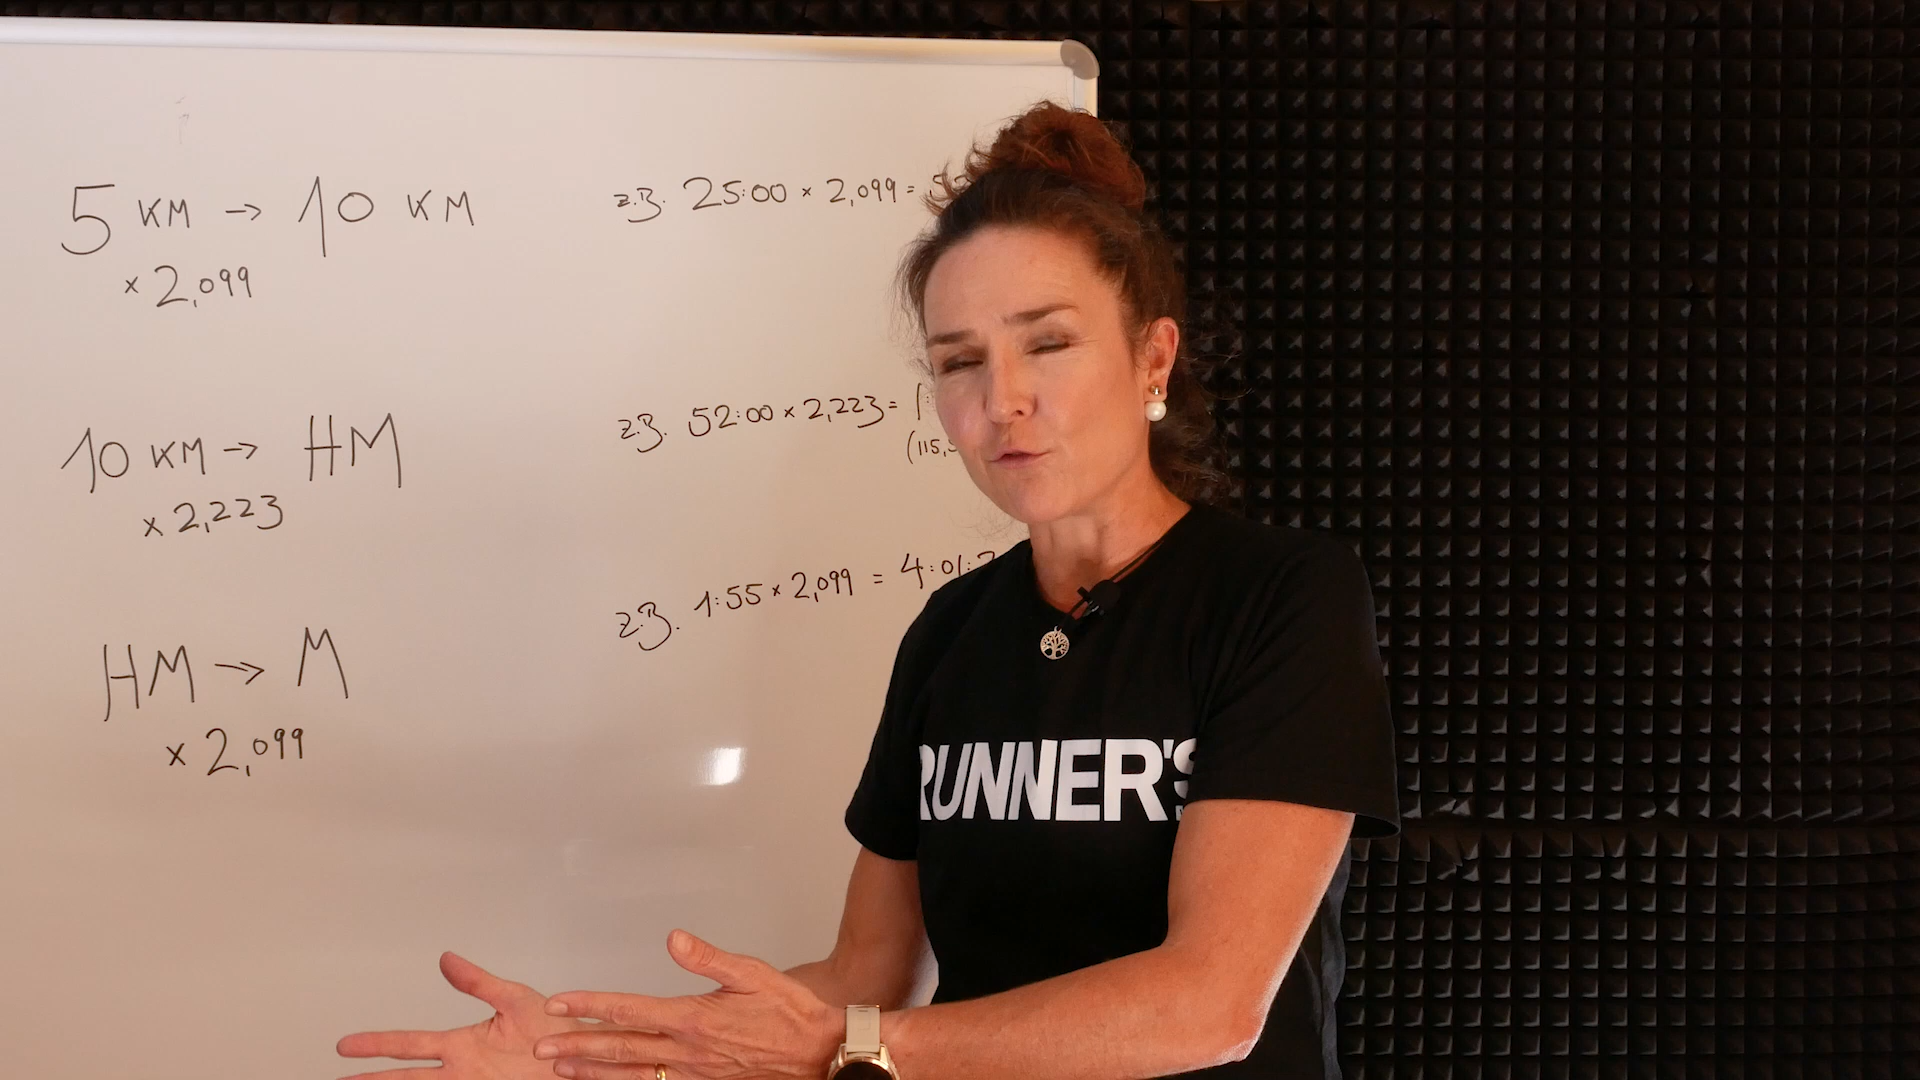 5 KM → 10 KM
× 2,099
z.B. 25:00 × 2,099 =
10 KM → HM
× 2,223
z.B. 52:00 × 2,223 =
(115,
HM → M
× 2,099
z.B. 1:55 × 2,099 = 4:01:
RUNNER'S